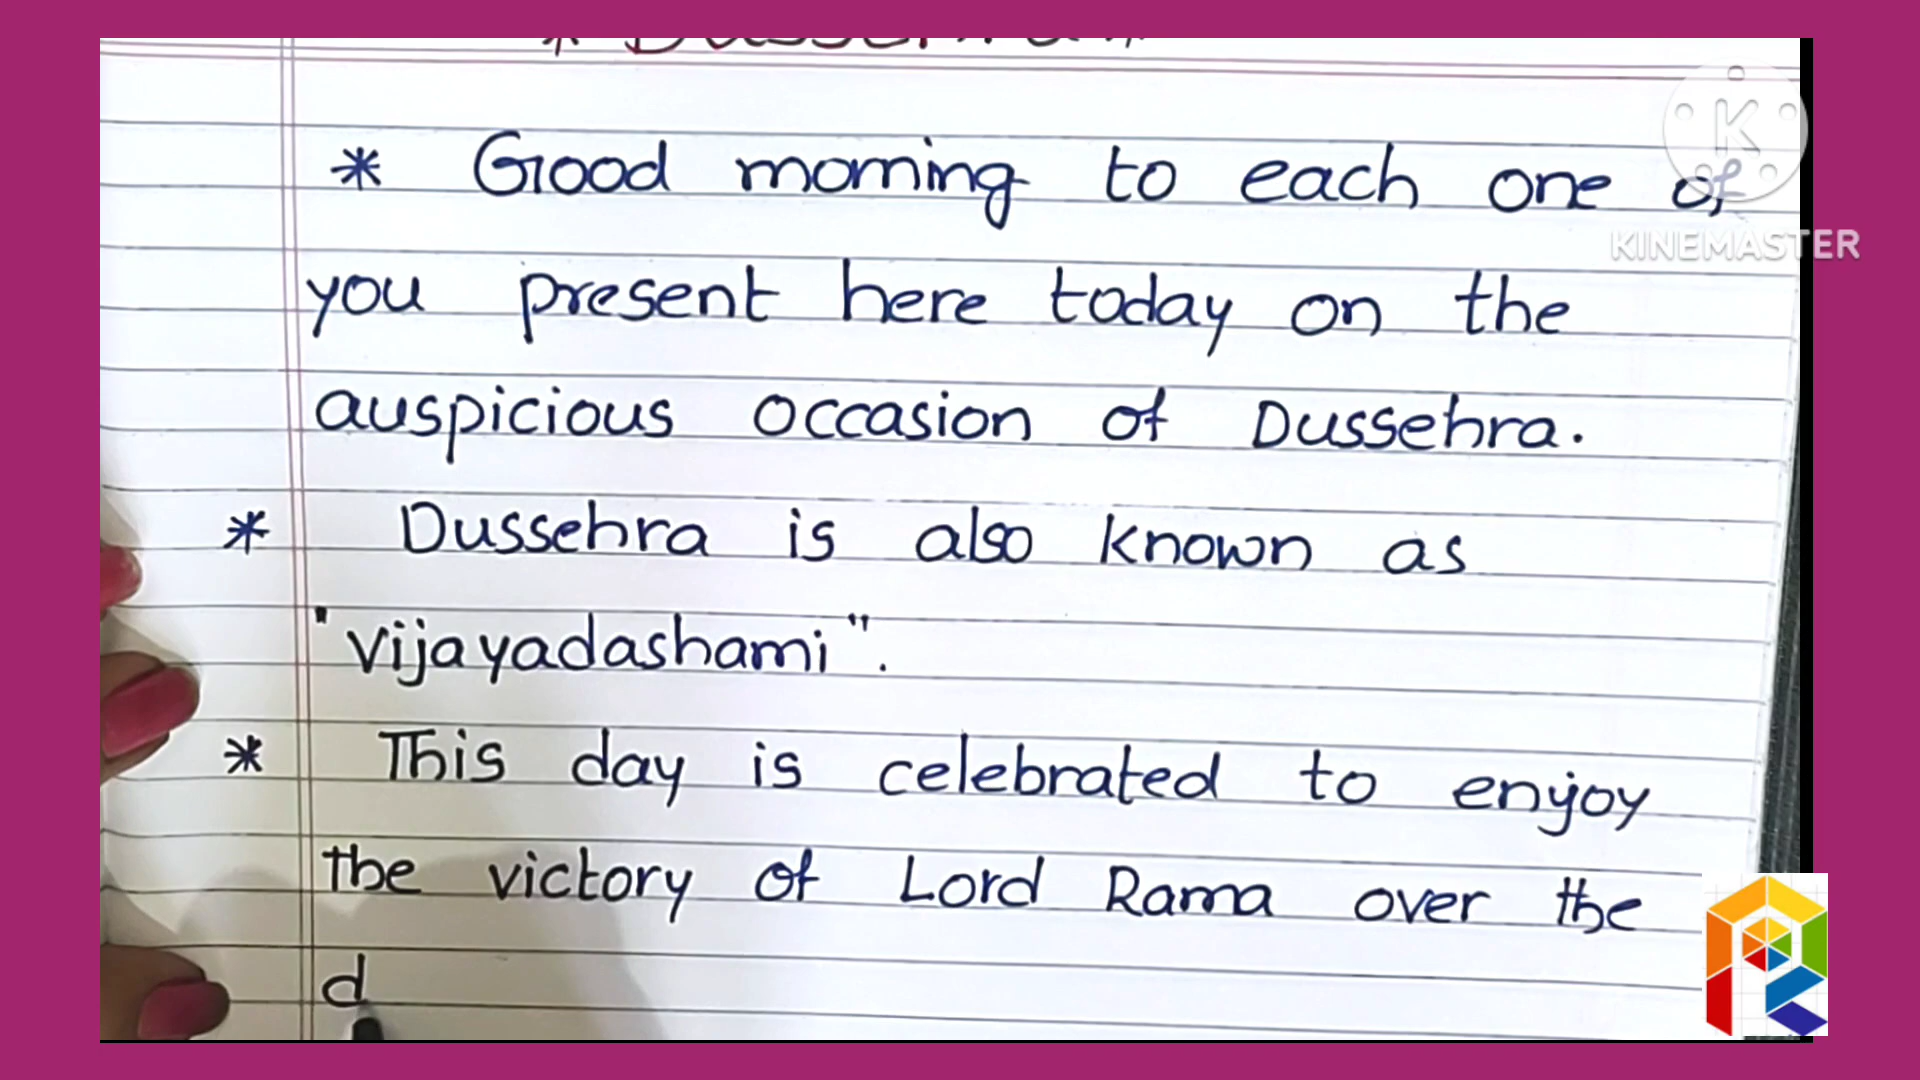 * Dussehra *
* Good morning to each one of
KINEMASTER
you present here today on the
auspicious occasion of Dussehra.
* Dussehra is also known as
"vijayadashami".
* This day is celebrated to enjoy
the victory of Lord Rama over the
d